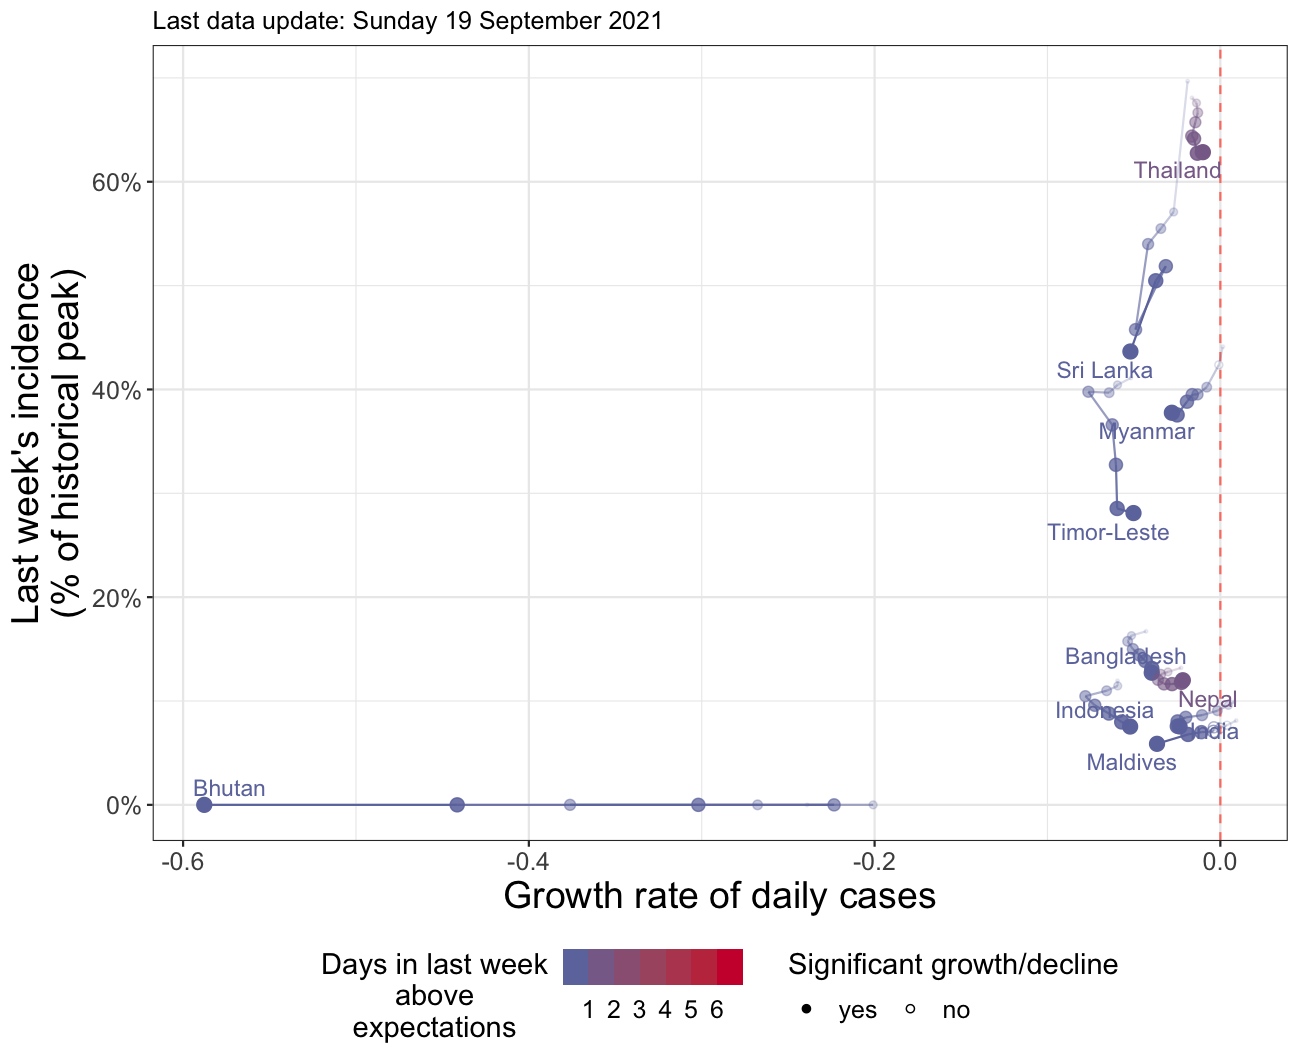 Last data update: Sunday 19 September 2021
Last week's incidence
(% of historical peak)
60%
40%
20%
0%
Thailand
Sri Lanka
Myanmar
Timor-Leste
Bangladesh
Nepal
Indonesia
India
Maldives
Bhutan
-0.6
-0.4
-0.2
0.0
Growth rate of daily cases
Days in last week
above
expectations
1 2 3 4 5 6
Significant growth/decline
yes
no